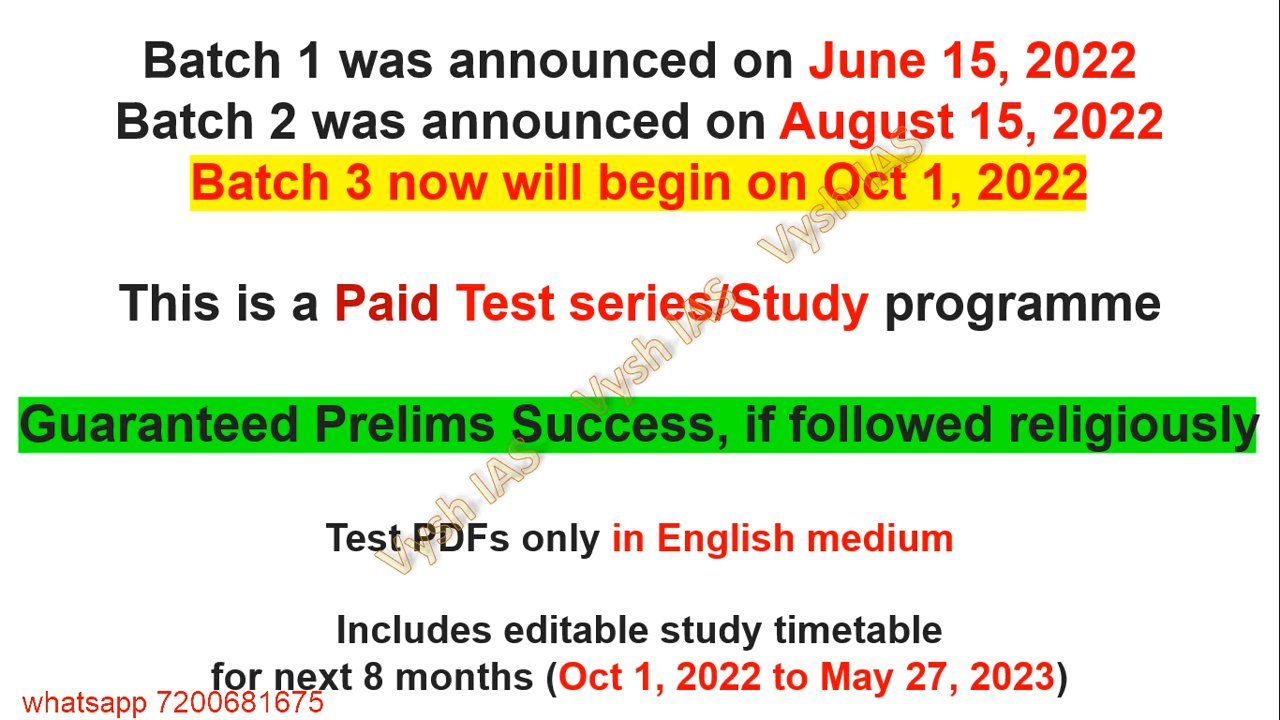 Batch 1 was announced on June 15, 2022
Batch 2 was announced on August 15, 2022
Batch 3 now will begin on Oct 1, 2022
This is a Paid Test series/Study programme
Guaranteed Prelims Success, if followed religiously
Test PDFs only in English medium
Includes editable study timetable
for next 8 months (Oct 1, 2022 to May 27, 2023)
whatsapp 7200681675
Vysh IAS
Vysh IAS
Vysh IAS